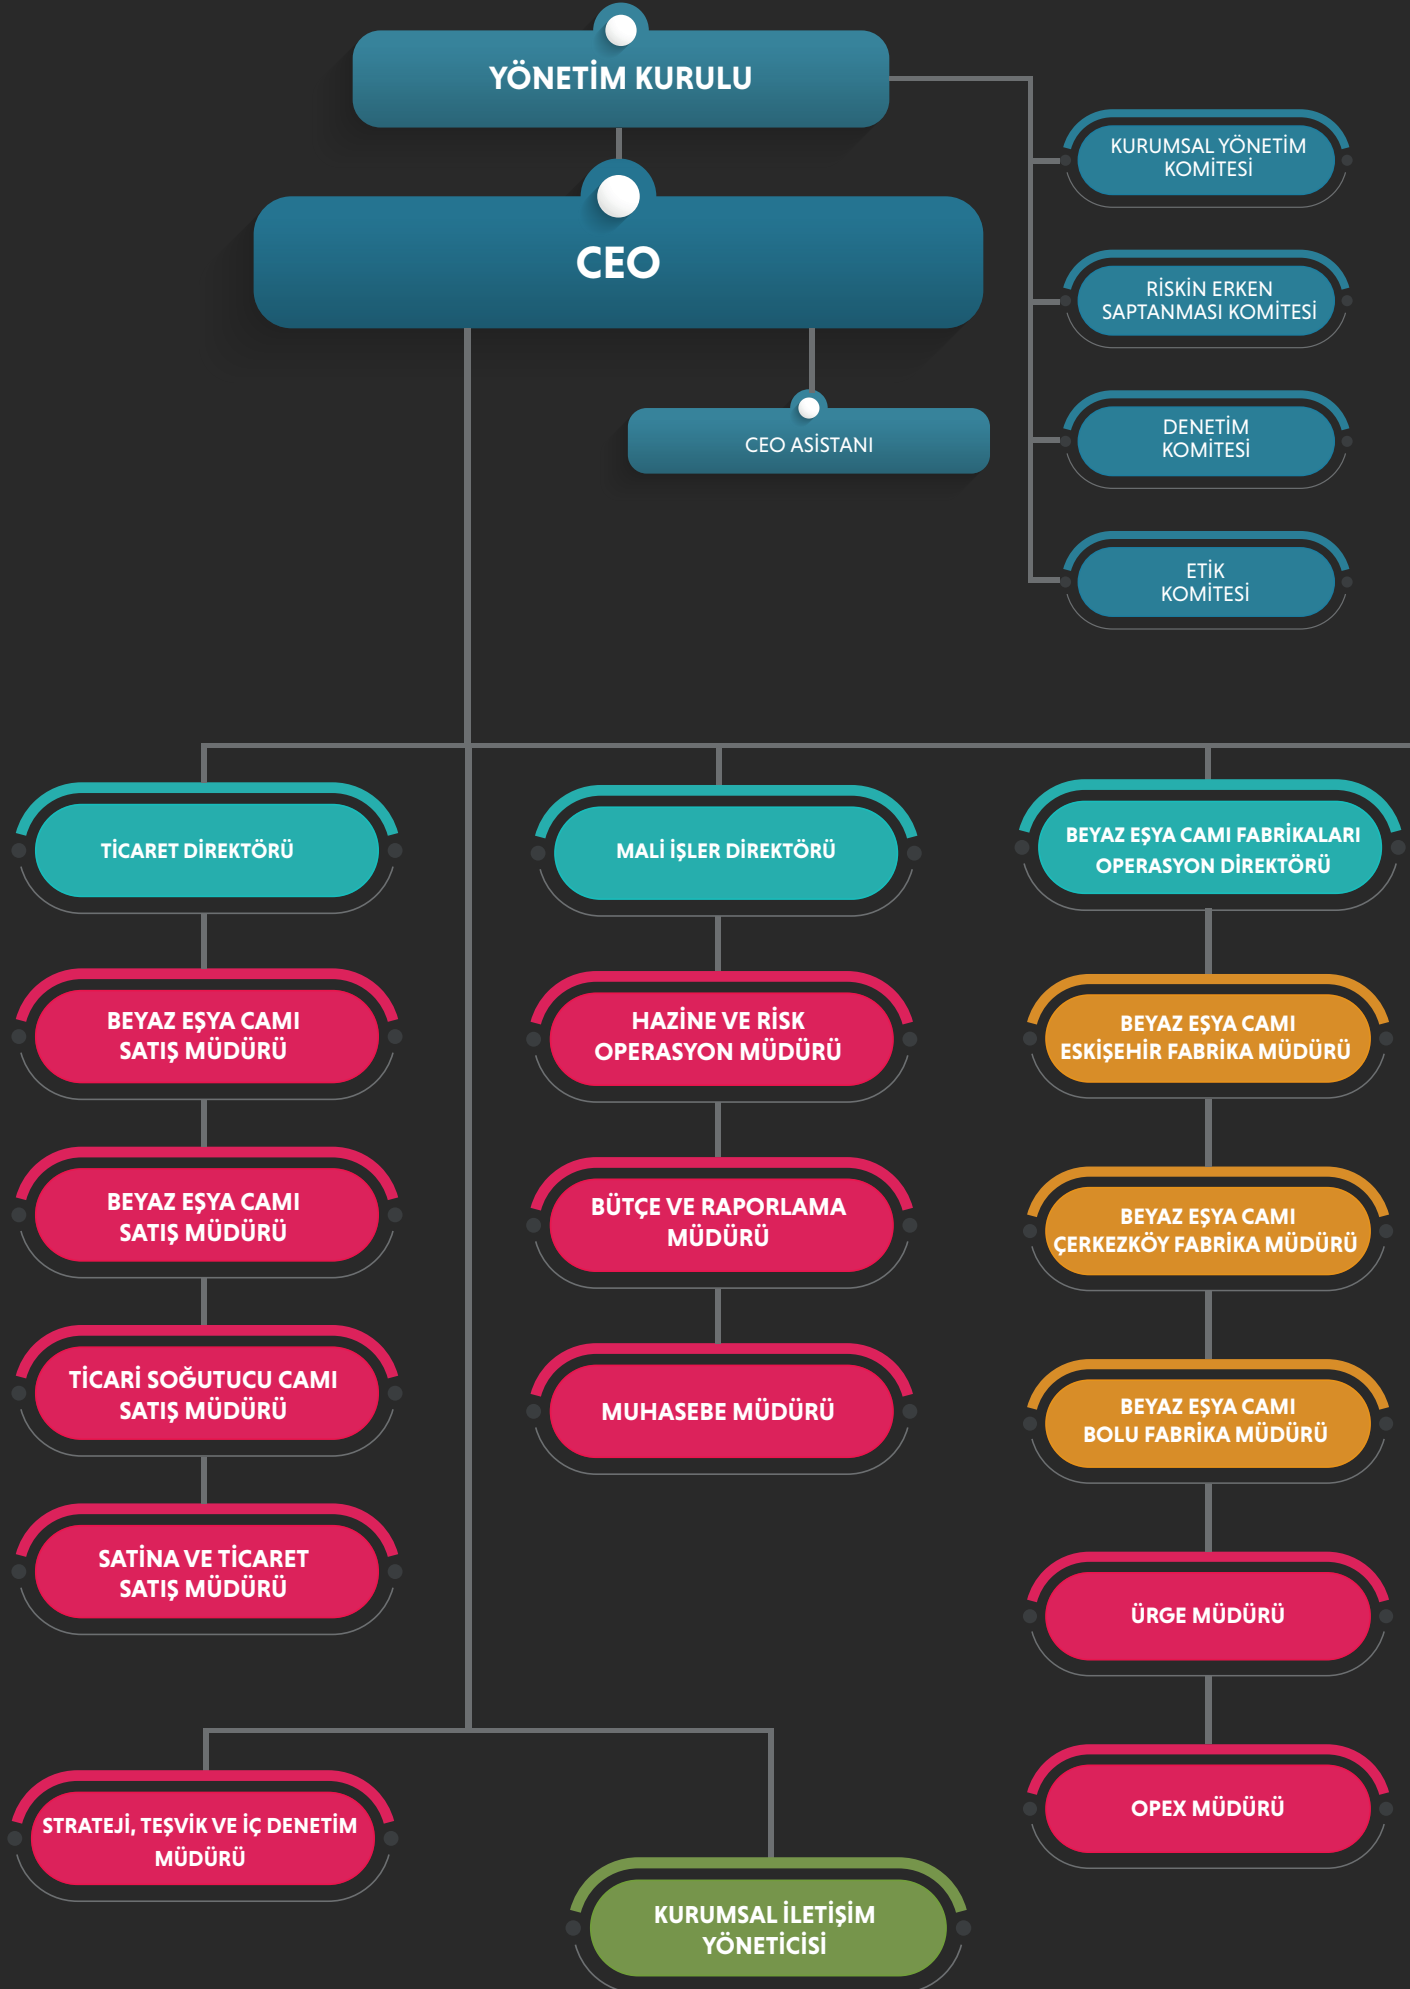 YÖNETİM KURULU
CEO
CEO ASİSTANI
KURUMSAL YÖNETİM
KOMİTESİ
RİSKİN ERKEN
SAPTANMASI KOMİTESİ
DENETİM
KOMİTESİ
ETİK
KOMİTESİ
TİCARET DİREKTÖRÜ
BEYAZ EŞYA CAMI
SATIŞ MÜDÜRÜ
BEYAZ EŞYA CAMI
SATIŞ MÜDÜRÜ
TİCARİ SOĞUTUCU CAMI
SATIŞ MÜDÜRÜ
SATİNA VE TİCARET
SATIŞ MÜDÜRÜ
MALİ İŞLER DİREKTÖRÜ
HAZİNE VE RİSK
OPERASYON MÜDÜRÜ
BÜTÇE VE RAPORLAMA
MÜDÜRÜ
MUHASEBE MÜDÜRÜ
BEYAZ EŞYA CAMI FABRİKALARI
OPERASYON DİREKTÖRÜ
BEYAZ EŞYA CAMI
ESKİŞEHİR FABRİKA MÜDÜRÜ
BEYAZ EŞYA CAMI
ÇERKEZKÖY FABRİKA MÜDÜRÜ
BEYAZ EŞYA CAMI
BOLU FABRİKA MÜDÜRÜ
ÜRGE MÜDÜRÜ
OPEX MÜDÜRÜ
STRATEJİ, TEŞVİK VE İÇ DENETİM
MÜDÜRÜ
KURUMSAL İLETİŞİM
YÖNETİCİSİ